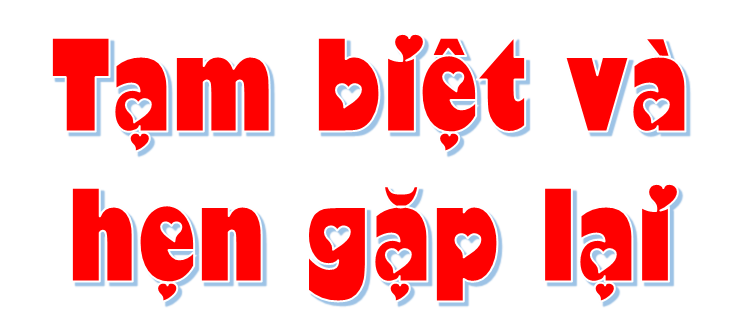 Tạm biệt và
hẹn gặp lại